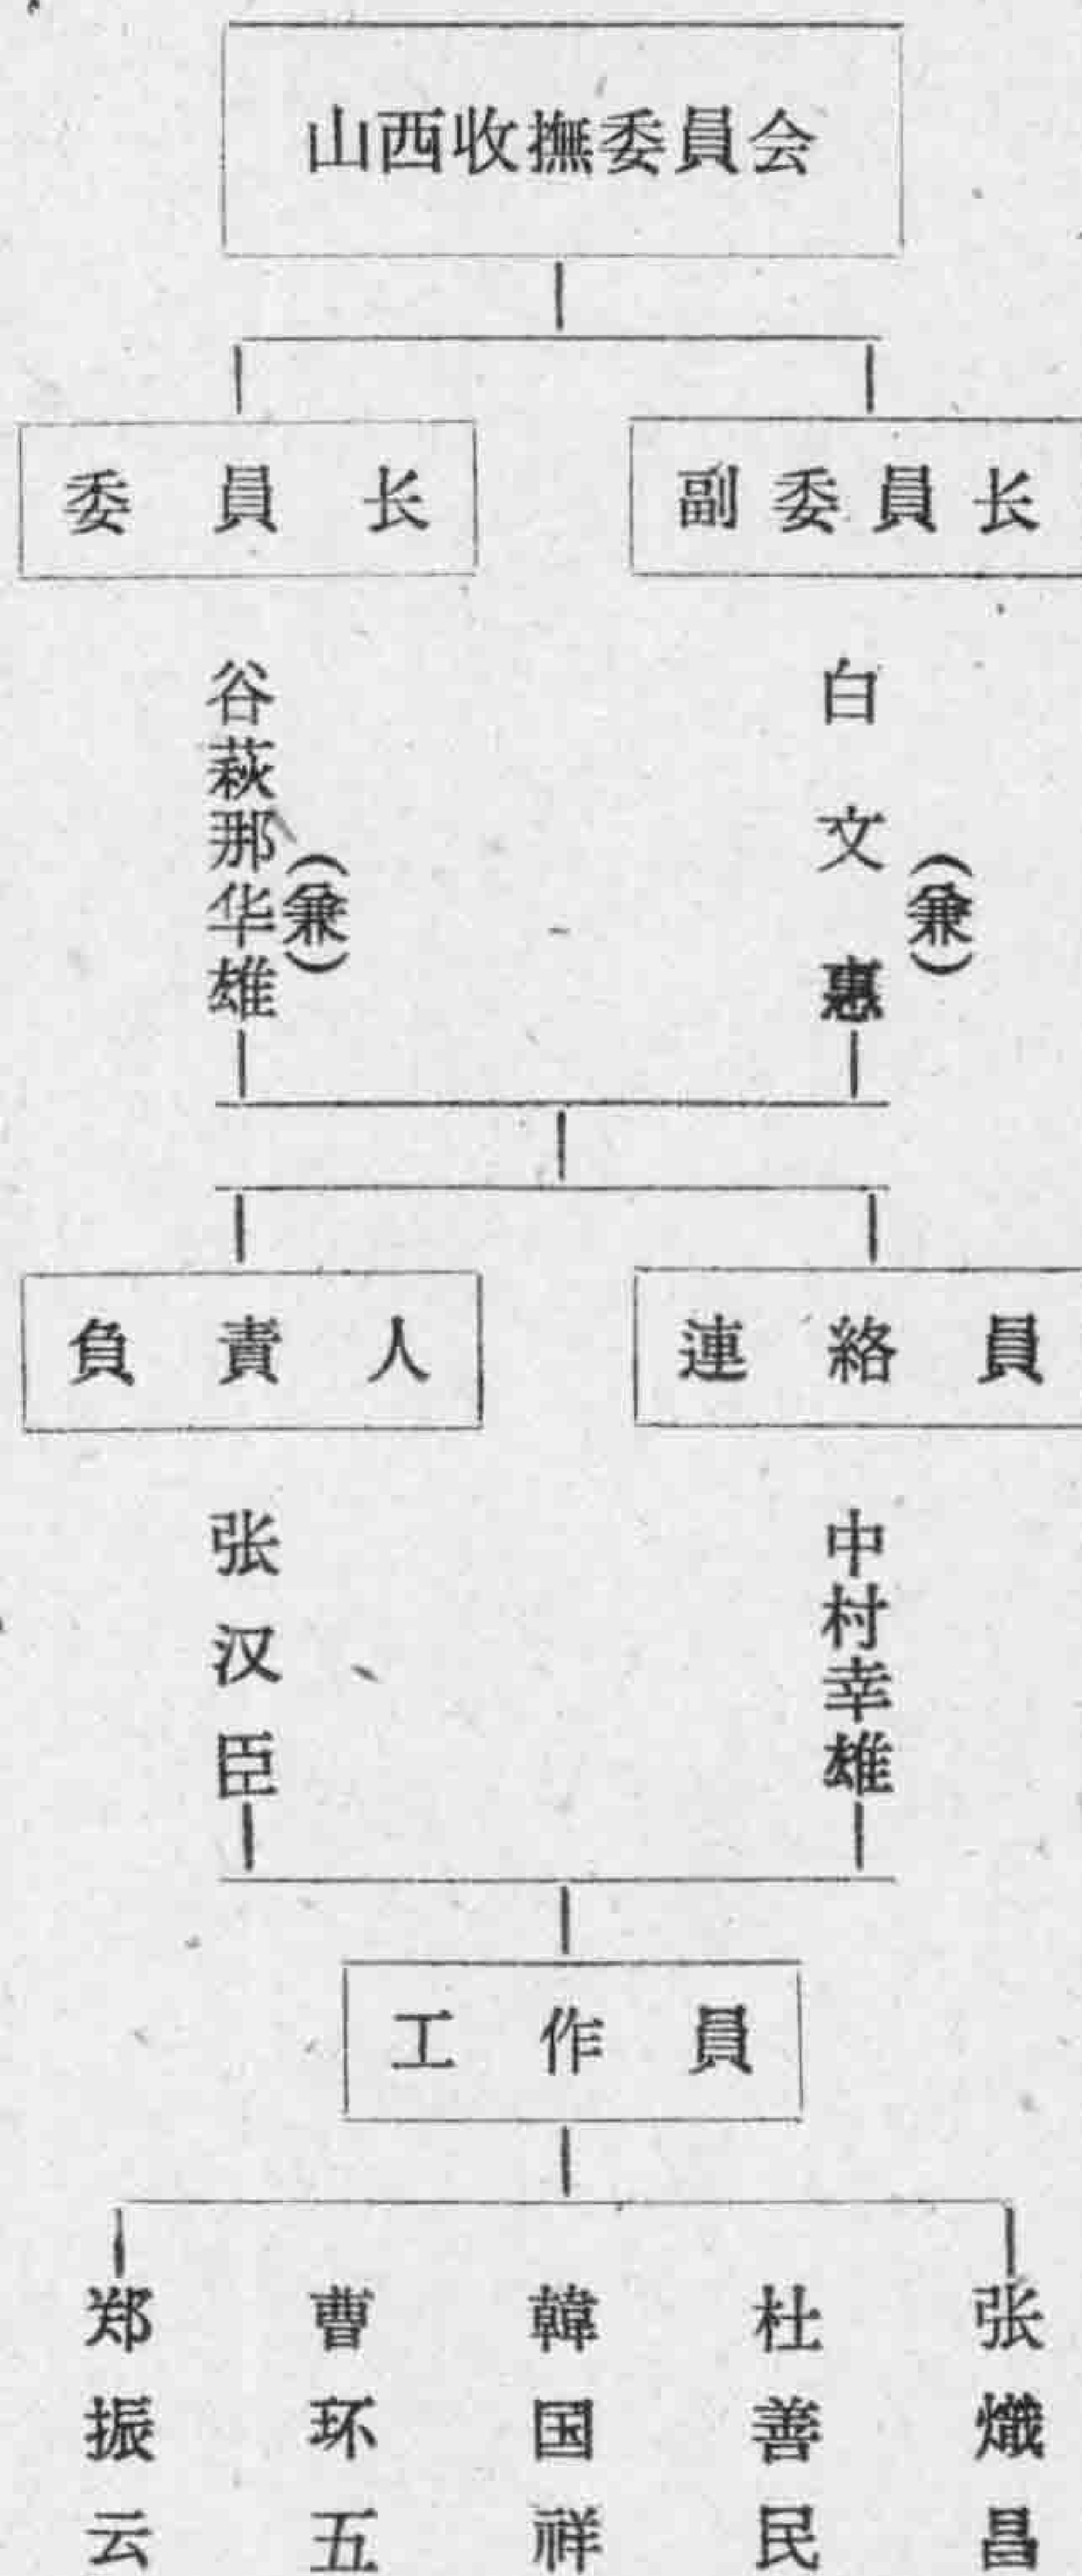 山西收撫委員会
委員长
副委員长
谷萩那华雄
(兼)
白文惠
(兼)
負責人
連絡員
张汉臣
中村幸雄
工作員
郑振云
曹环五
韓国祥
杜善民
张熾昌